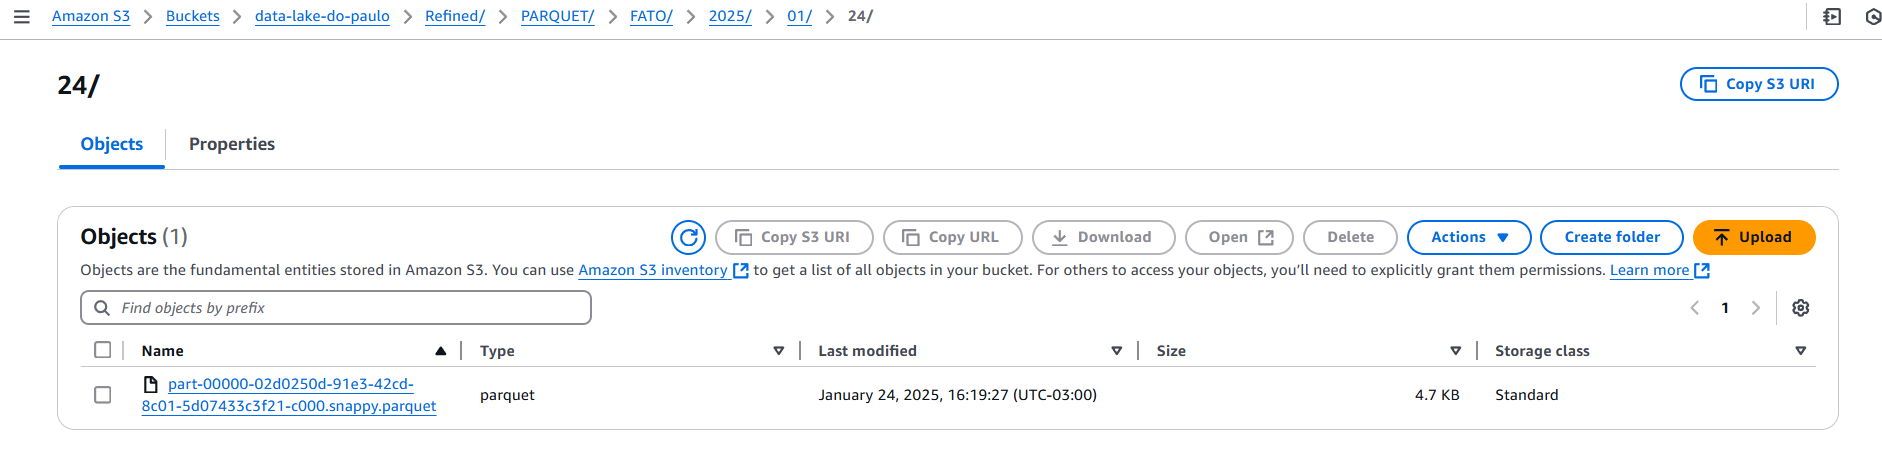 Amazon S3 > Buckets > data-lake-do-paulo > Refined/ > PARQUET/ > FATO/ > 2025/ > 01/ > 24/
24/
Copy S3 URI
Objects Properties
Objects (1)
Copy S3 URI Copy URL Download Open Delete Actions Create folder Upload
Objects are the fundamental entities stored in Amazon S3. You can use Amazon S3 inventory to get a list of all objects in your bucket. For others to access your objects, you'll need to explicitly grant them permissions. Learn more
Find objects by prefix
1
Name Type Last modified Size Storage class
part-00000-02d0250d-91e3-42cd-
8c01-5d07433c3f21-c000.snappy.parquet
parquet January 24, 2025, 16:19:27 (UTC-03:00) 4.7 KB Standard